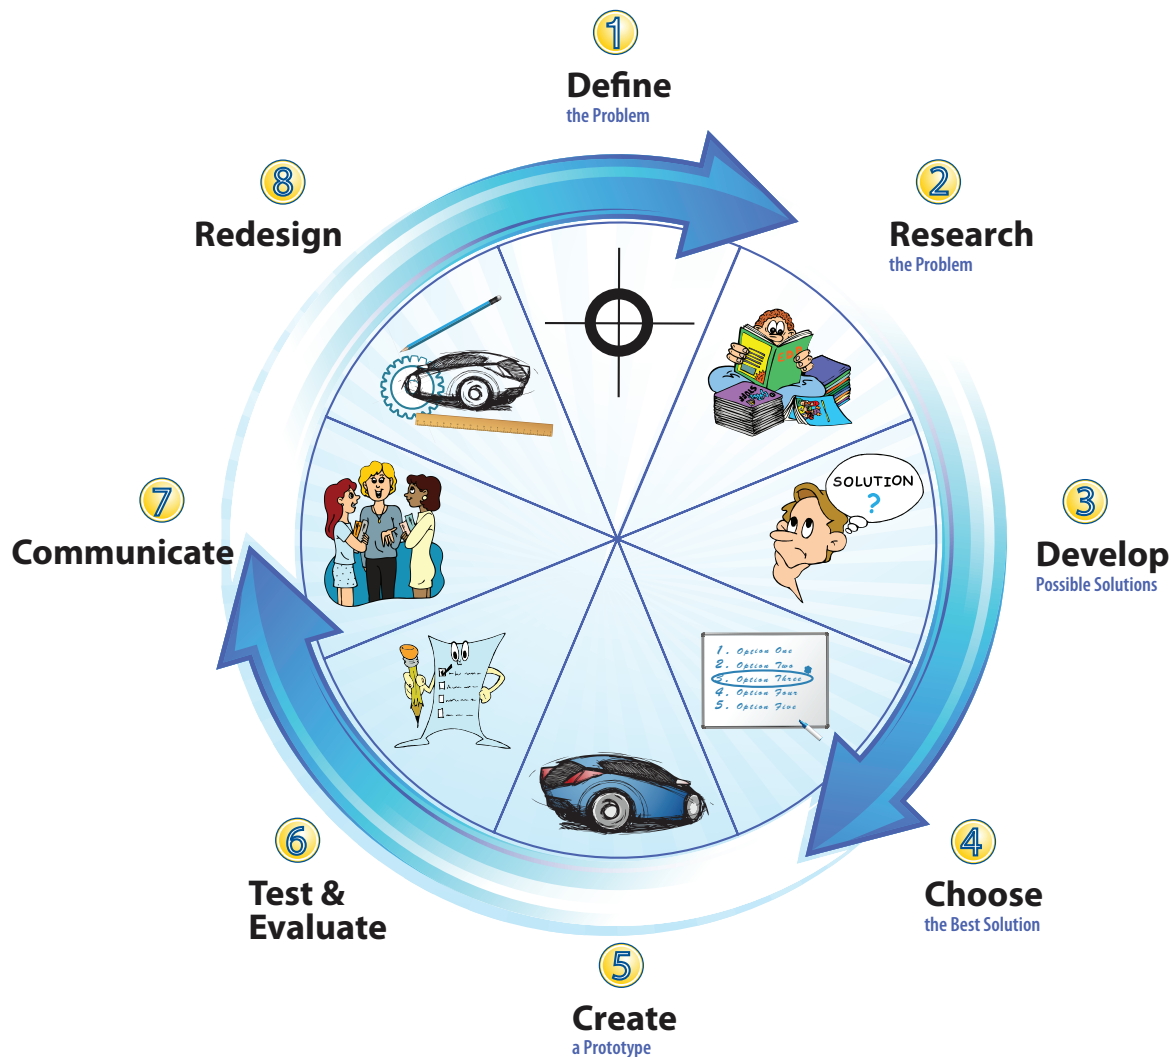 1
Define
the Problem
2
Research
the Problem
3
Develop
Possible Solutions
4
Choose
the Best Solution
5
Create
a Prototype
6
Test &
Evaluate
7
Communicate
8
Redesign
SOLUTION
?
1. Option One
2. Option Two
3. Option Three
4. Option Four
5. Option Five